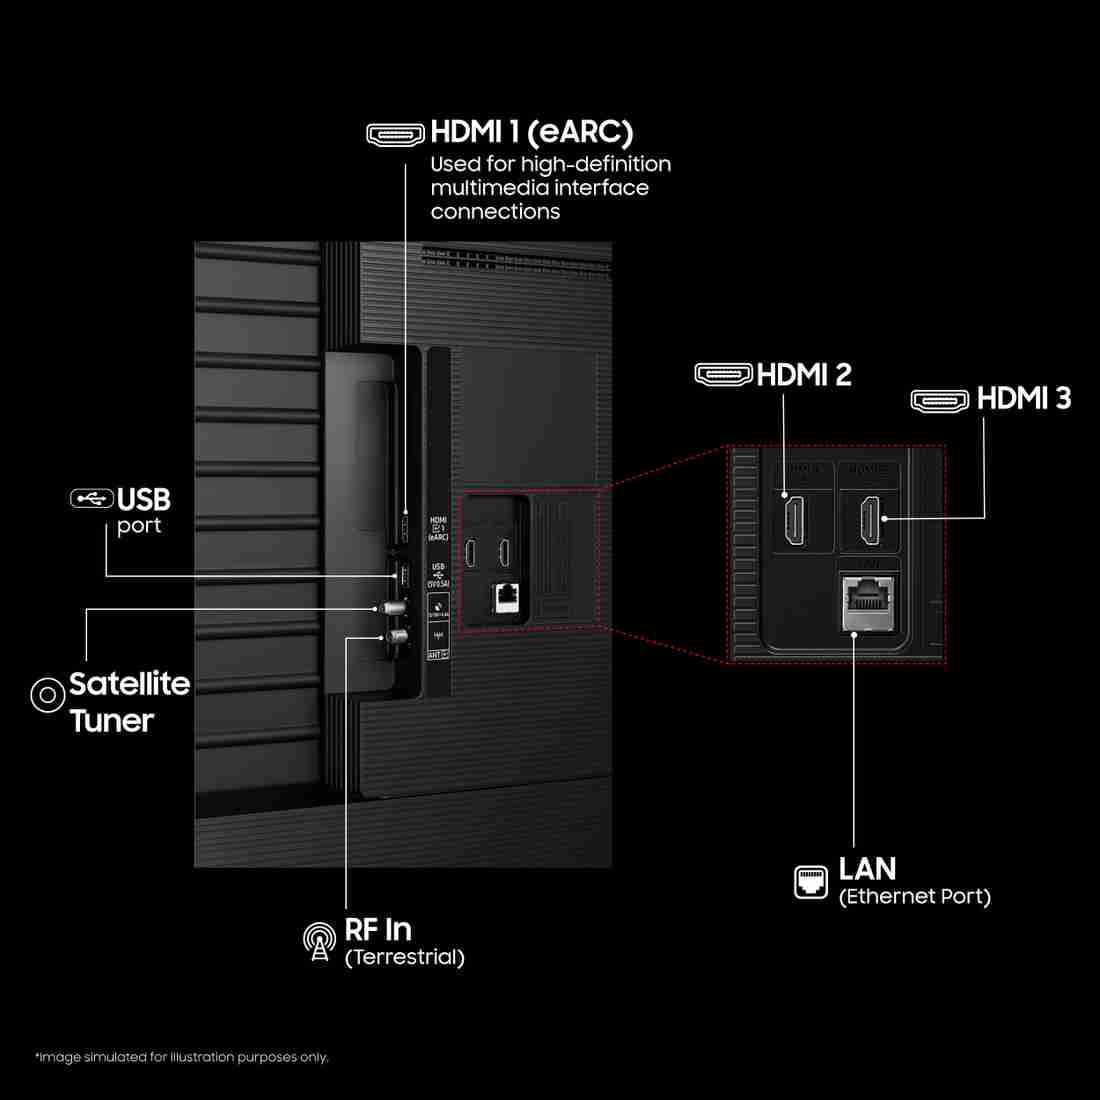 HDMI 1 (eARC)
Used for high-definition
multimedia interface
connections
HDMI 2
HDMI 3
USB
port
HDMI
1
(eARC)
USB
(5V 0.5A)
ANT
Satellite
Tuner
LAN
LAN
(Ethernet Port)
RF In
(Terrestrial)
*Image simulated for illustration purposes only.